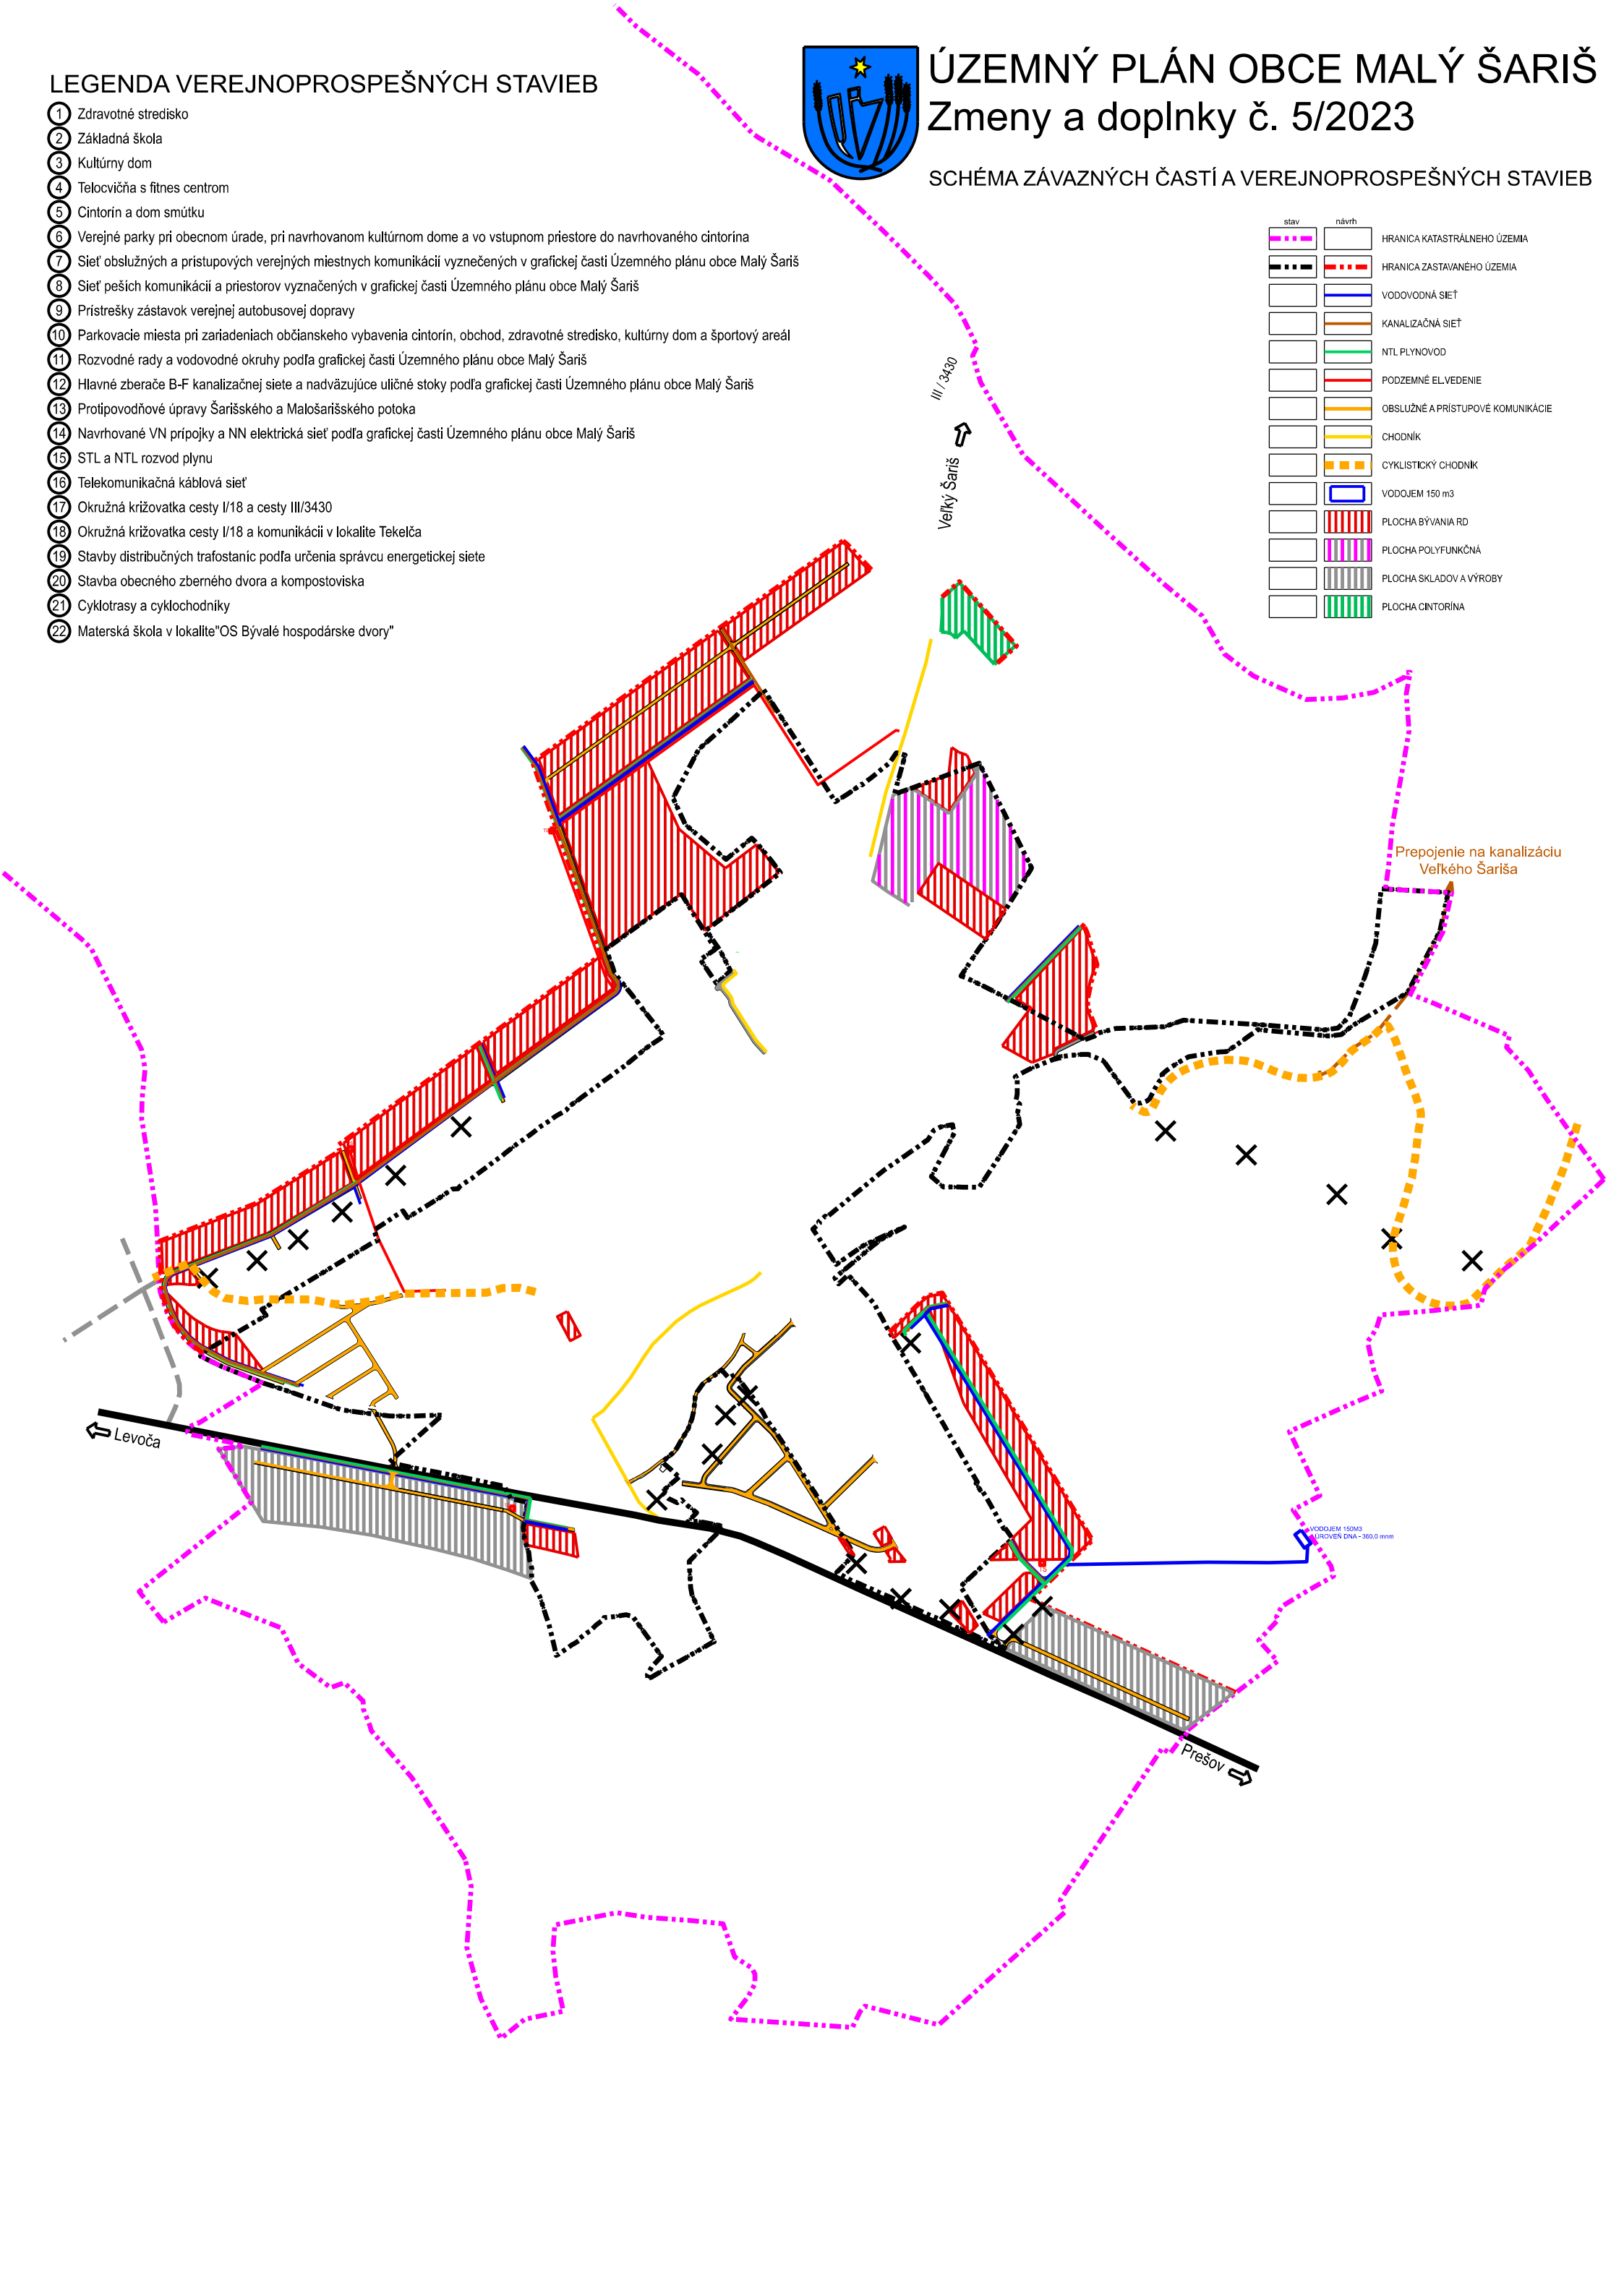 LEGENDA VEREJNOPROSPEŠNÝCH STAVIEB
1 Zdravotné stredisko
2 Základná škola
3 Kultúrny dom
4 Telocvičňa s fitnes centrom
5 Cintorín a dom smútku
6 Verejné parky pri obecnom úrade, pri navrhovanom kultúrnom dome a vo vstupnom priestore do navrhovaného cintorína
7 Sieť obslužných a prístupových verejných miestnych komunikácií vyznečených v grafickej časti Územného plánu obce Malý Šariš
8 Sieť peších komunikácií a priestorov vyznačených v grafickej časti Územného plánu obce Malý Šariš
9 Prístrešky zástavok verejnej autobusovej dopravy
10 Parkovacie miesta pri zariadeniach občianskeho vybavenia cintorín, obchod, zdravotné stredisko, kultúrny dom a športový areál
11 Rozvodné rady a vodovodné okruhy podľa grafickej časti Územného plánu obce Malý Šariš
12 Hlavné zberače B-F kanalizačnej siete a nadväzujúce uličné stoky podľa grafickej časti Územného plánu obce Malý Šariš
13 Protipovodňové úpravy Šarišského a Malošarišského potoka
14 Navrhované VN prípojky a NN elektrická sieť podľa grafickej časti Územného plánu obce Malý Šariš
15 STL a NTL rozvod plynu
16 Telekomunikačná káblová sieť
17 Okružná križovatka cesty I/18 a cesty III/3430
18 Okružná križovatka cesty I/18 a komunikácií v lokalite Tekelča
19 Stavby distribučných trafostaníc podľa určenia správcu energetickej siete
20 Stavba obecného zberného dvora a kompostoviska
21 Cyklotrasy a cyklochodníky
22 Materská škola v lokalite"OS Bývalé hospodárske dvory"
ÚZEMNÝ PLÁN OBCE MALÝ ŠARIŠ
Zmeny a doplnky č. 5/2023
SCHÉMA ZÁVAZNÝCH ČASTÍ A VEREJNOPROSPEŠNÝCH STAVIEB
stav návrh
HRANICA KATASTRÁLNEHO ÚZEMIA
HRANICA ZASTAVANÉHO ÚZEMIA
VODOVODNÁ SIEŤ
KANALIZAČNÁ SIEŤ
NTL PLYNOVOD
PODZEMNÉ EL.VEDENIE
OBSLUŽNÉ A PRÍSTUPOVÉ KOMUNIKÁCIE
CHODNÍK
CYKLISTICKÝ CHODNÍK
VODOJEM 150 m3
PLOCHA BÝVANIA RD
PLOCHA POLYFUNKČNÁ
PLOCHA SKLADOV A VÝROBY
PLOCHA CINTORÍNA
III / 3430
Veľký Šariš
Prepojenie na kanalizáciu
Veľkého Šariša
Levoča
VODOJEM 150M3
ÚROVEŇ DNA - 360,0 mnm
TS
Prešov